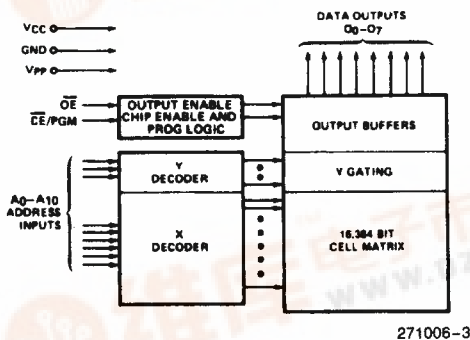 VCC
GND
VPP
DATA OUTPUTS
O0–O7
OE
CE/PGM
OUTPUT ENABLE
CHIP ENABLE AND
PROG LOGIC
OUTPUT BUFFERS
Y
DECODER
Y GATING
A0–A10
ADDRESS
INPUTS
X
DECODER
16,384 BIT
CELL MATRIX
271006–3